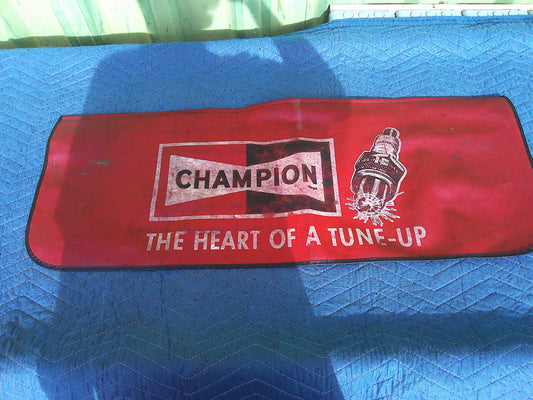 CHAMPION
THE HEART OF A TUNE-UP